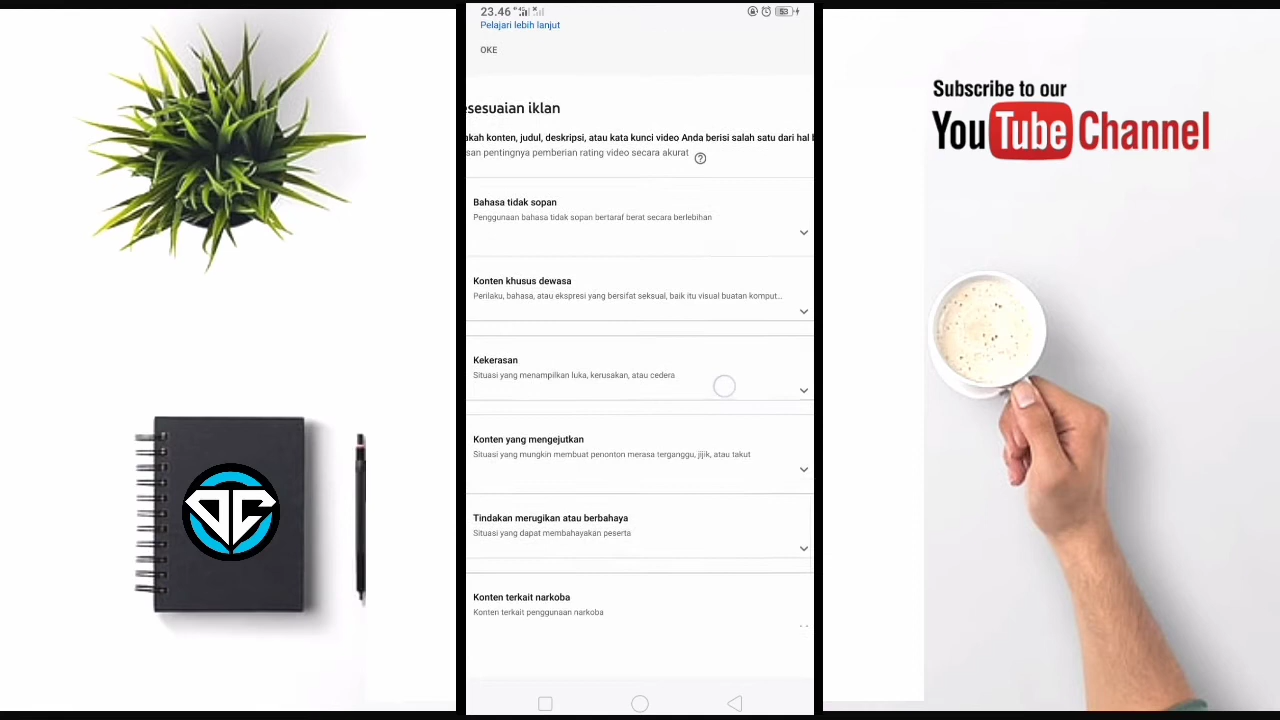 23.46
53
Pelajari lebih lanjut
OKE
esesuaian iklan
akah konten, judul, deskripsi, atau kata kunci video Anda berisi salah satu dari hal b
san pentingnya pemberian rating video secara akurat
Bahasa tidak sopan
Penggunaan bahasa tidak sopan bertaraf berat secara berlebihan
Konten khusus dewasa
Perilaku, bahasa, atau ekspresi yang bersifat seksual, baik itu visual buatan komput...
Kekerasan
Situasi yang menampilkan luka, kerusakan, atau cedera
Konten yang mengejutkan
Situasi yang mungkin membuat penonton merasa terganggu, jijik, atau takut
Tindakan merugikan atau berbahaya
Situasi yang dapat membahayakan peserta
Konten terkait narkoba
Konten terkait penggunaan narkoba
Subscribe to our
YouTube Channel